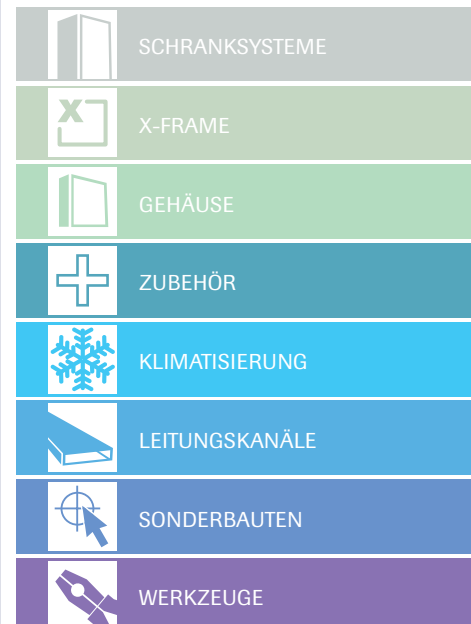 SCHRANKSYSTEME
X-FRAME
GEHÄUSE
ZUBEHÖR
KLIMATISIERUNG
LEITUNGSKANÄLE
SONDERBAUTEN
WERKZEUGE